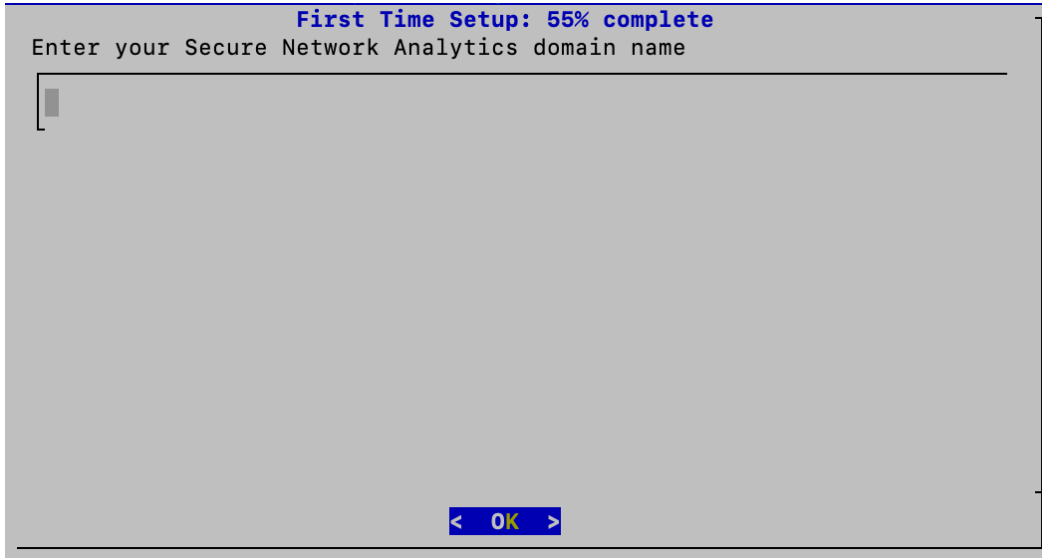 First Time Setup: 55% complete
Enter your Secure Network Analytics domain name
< OK >